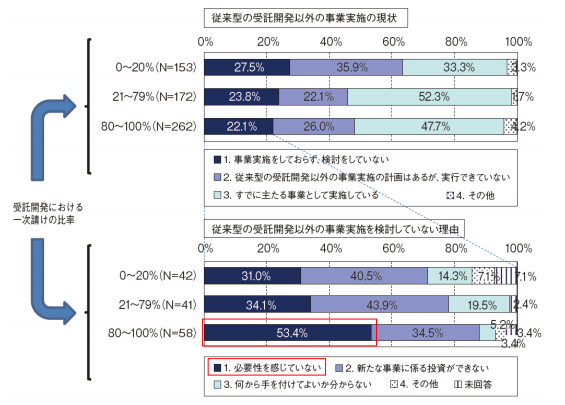 従来型の受託開発以外の事業実施の現状
0% 20% 40% 60% 80% 100%
0～20%(N=153) 27.5% 35.9% 33.3% 3.3%
21～79%(N=172) 23.8% 22.1% 52.3% .7%
80～100%(N=262) 22.1% 26.0% 47.7% 4.2%
1. 事業実施をしておらず、検討をしていない
2. 従来型の受託開発以外の事業実施の計画はあるが、実行できていない
3. すでに主たる事業として実施している 4. その他
受託開発における
一次請けの比率
従来型の受託開発以外の事業実施を検討していない理由
0% 20% 40% 60% 80% 100%
0～20%(N=42) 31.0% 40.5% 14.3% 7.1% 7.1%
21～79%(N=41) 34.1% 43.9% 19.5% 2.4%
80～100%(N=58) 53.4% 34.5% 5.2% 3.4% 3.4%
1. 必要性を感じていない 2. 新たな事業に係る投資ができない
3. 何から手を付けてよいか分からない 4. その他 未回答